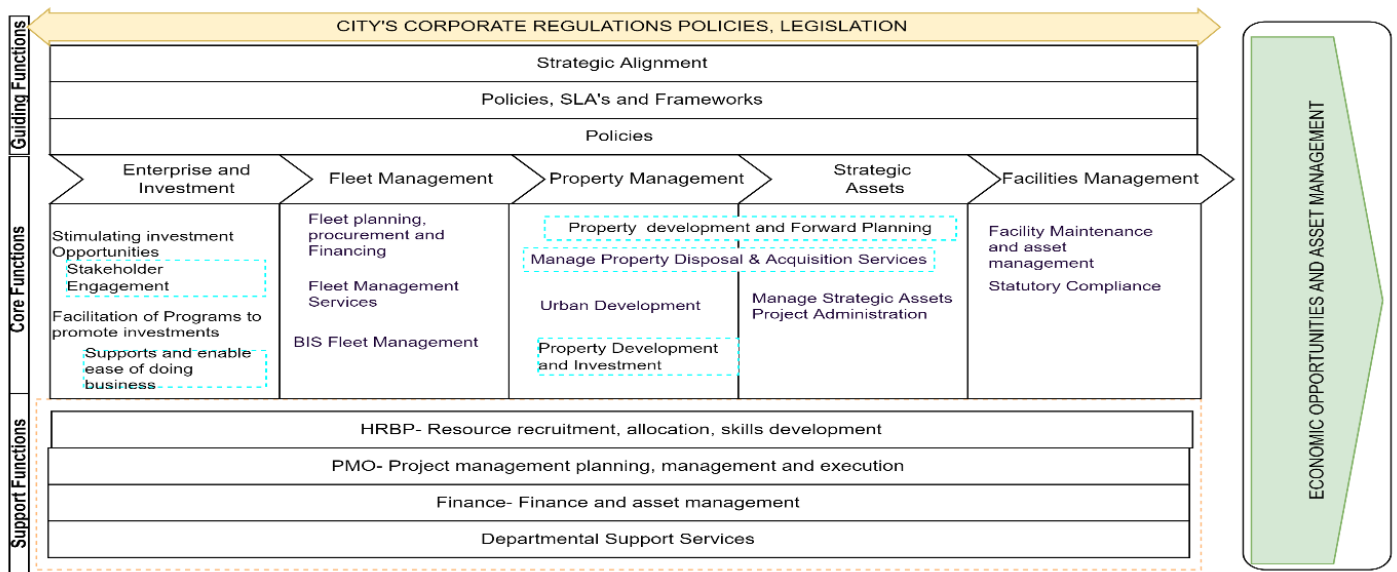 CITY'S CORPORATE REGULATIONS POLICIES, LEGISLATION
Guiding Functions
Strategic Alignment
Policies, SLA's and Frameworks
Policies
Core Functions
Enterprise and
Investment
Fleet Management
Property Management
Strategic
Assets
Facilities Management
Stimulating investment
Opportunities
Stakeholder
Engagement
Facilitation of Programs to
promote investments
Supports and enable
ease of doing
business
Fleet planning,
procurement and
Financing
Fleet Management
Services
BIS Fleet Management
Property development and Forward Planning
Manage Property Disposal & Acquisition Services
Urban Development
Property Development
and Investment
Manage Strategic Assets
Project Administration
Facility Maintenance
and asset
management
Statutory Compliance
Support Functions
HRBP- Resource recruitment, allocation, skills development
PMO- Project management planning, management and execution
Finance- Finance and asset management
Departmental Support Services
ECONOMIC OPPORTUNITIES AND ASSET MANAGEMENT